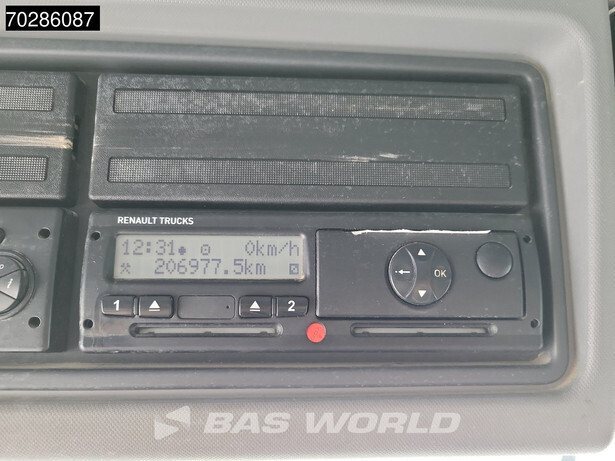 70286087
RENAULT TRUCKS
12:31 0km/h
206977.5km
OK
1 2
BAS WORLD